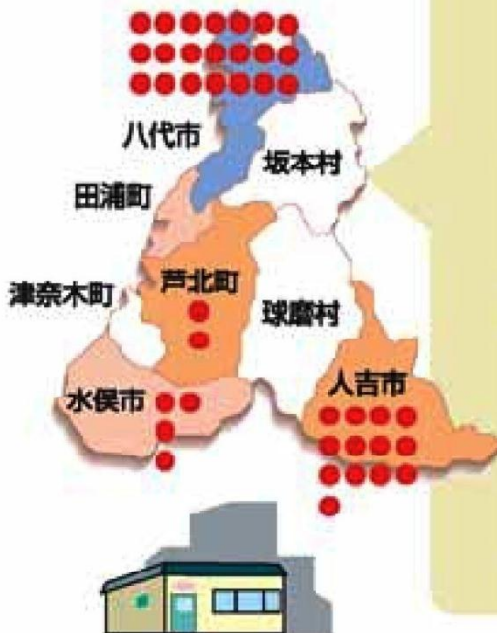 八代市
坂本村
田浦町
芦北町
津奈木町
球磨村
人吉市
水俣市